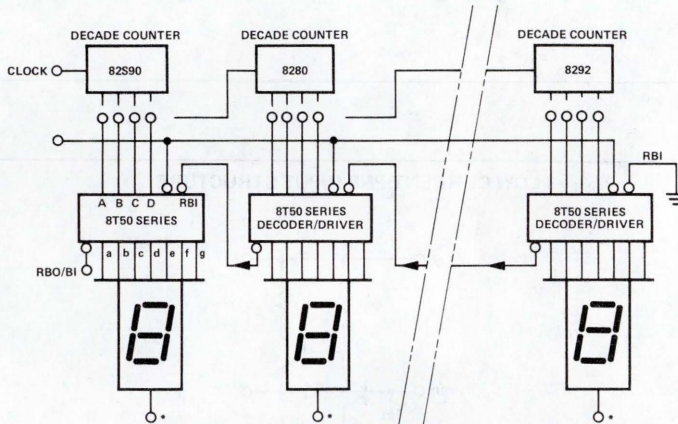 DECADE COUNTER
DECADE COUNTER
DECADE COUNTER
CLOCK
82S90
8280
8292
RBI
A B C D RBI
8T50 SERIES
8T50 SERIES
DECODER/DRIVER
8T50 SERIES
DECODER/DRIVER
RBO/BI
a b c d e f g
* * *